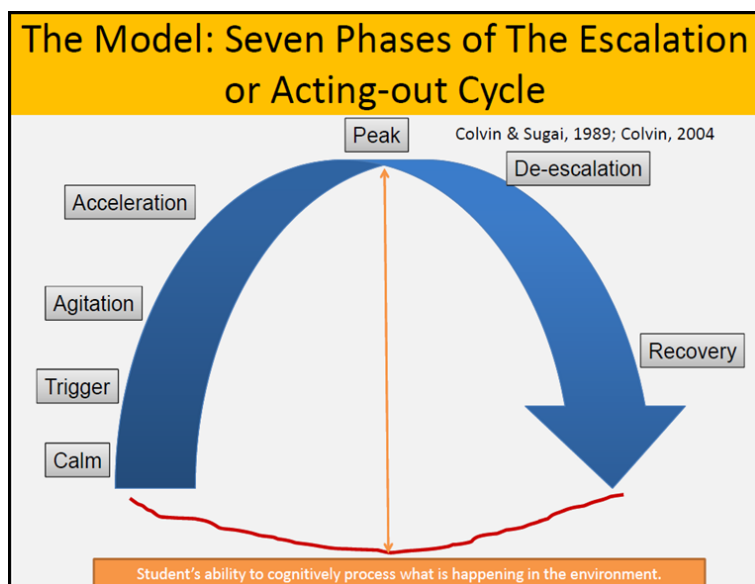 The Model: Seven Phases of The Escalation
or Acting-out Cycle
Peak
Colvin & Sugai, 1989; Colvin, 2004
De-escalation
Acceleration
Agitation
Recovery
Trigger
Calm
Student's ability to cognitively process what is happening in the environment.